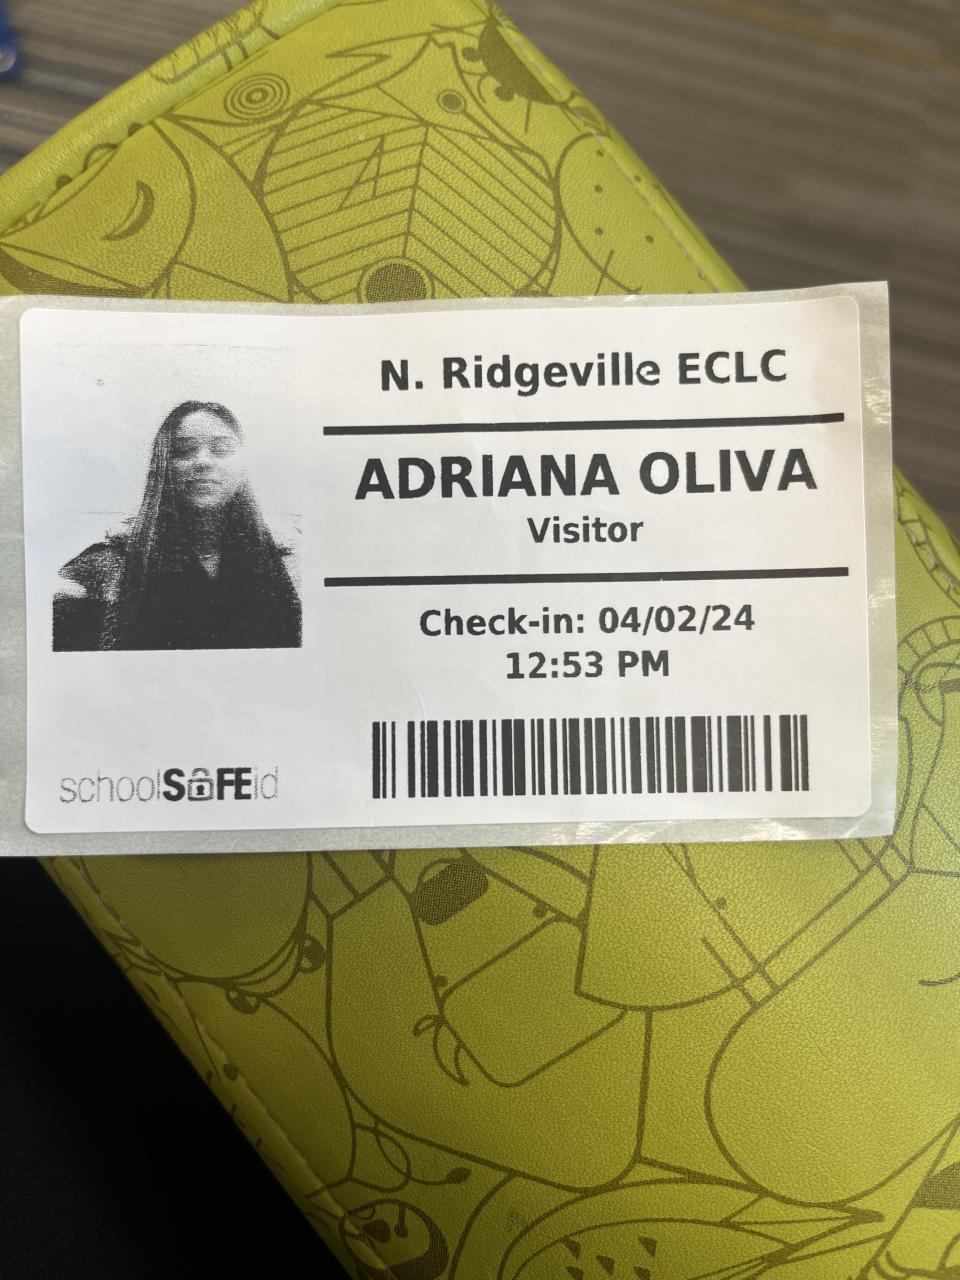 N. Ridgeville ECLC
ADRIANA OLIVA
Visitor
Check-in: 04/02/24
12:53 PM
schoolSAFEid